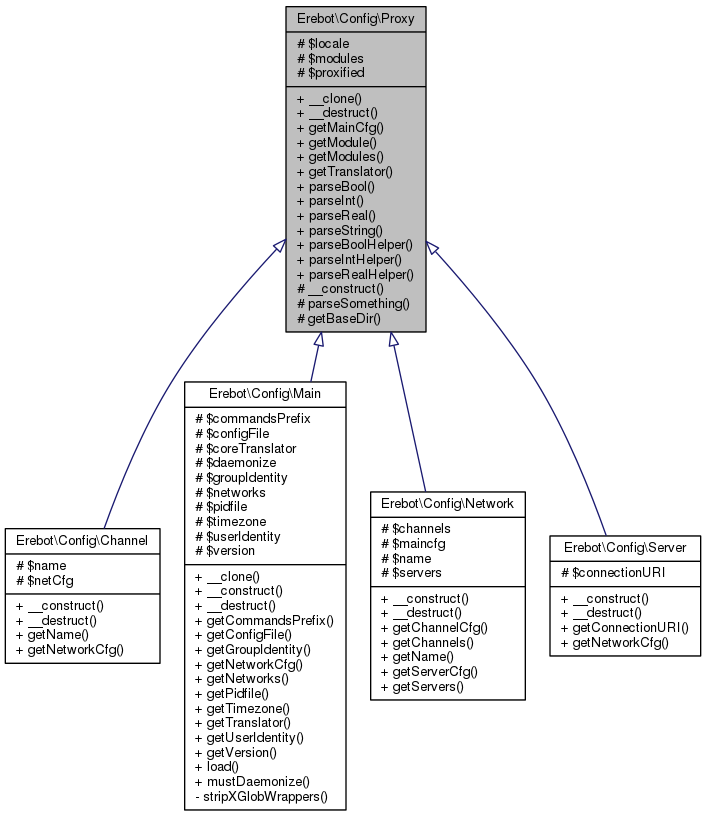 Erebot\Config\Proxy
# $locale
# $modules
# $proxified
+ __clone()
+ __destruct()
+ getMainCfg()
+ getModule()
+ getModules()
+ getTranslator()
+ parseBool()
+ parseInt()
+ parseReal()
+ parseString()
+ parseBoolHelper()
+ parseIntHelper()
+ parseRealHelper()
# __construct()
# parseSomething()
# getBaseDir()
Erebot\Config\Channel
# $name
# $netCfg
+ __construct()
+ __destruct()
+ getName()
+ getNetworkCfg()
Erebot\Config\Main
# $commandsPrefix
# $configFile
# $coreTranslator
# $daemonize
# $groupIdentity
# $networks
# $pidfile
# $timezone
# $userIdentity
# $version
+ __clone()
+ __construct()
+ __destruct()
+ getCommandsPrefix()
+ getConfigFile()
+ getGroupIdentity()
+ getNetworkCfg()
+ getNetworks()
+ getPidfile()
+ getTimezone()
+ getTranslator()
+ getUserIdentity()
+ getVersion()
+ load()
+ mustDaemonize()
- stripXGlobWrappers()
Erebot\Config\Network
# $channels
# $maincfg
# $name
# $servers
+ __construct()
+ __destruct()
+ getChannelCfg()
+ getChannels()
+ getName()
+ getServerCfg()
+ getServers()
Erebot\Config\Server
# $connectionURI
+ __construct()
+ __destruct()
+ getConnectionURI()
+ getNetworkCfg()